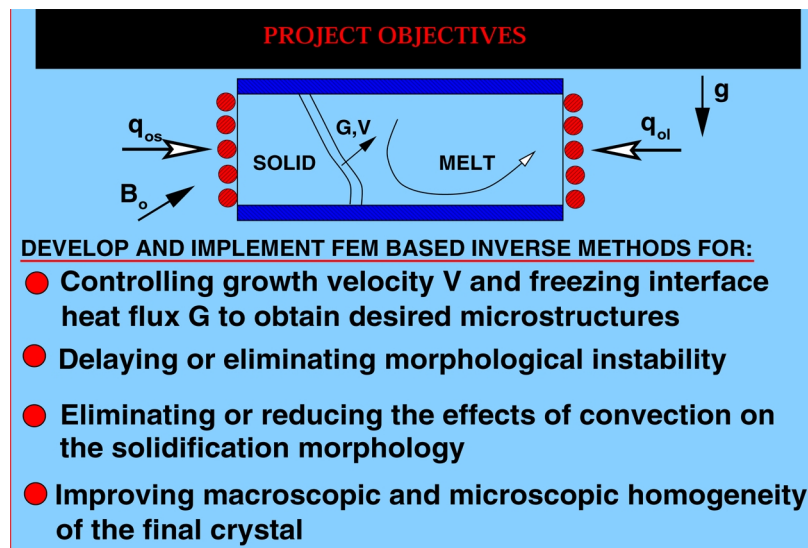 PROJECT OBJECTIVES
g
q_os
G,V
q_ol
SOLID
MELT
B_o
DEVELOP AND IMPLEMENT FEM BASED INVERSE METHODS FOR:
Controlling growth velocity V and freezing interface
heat flux G to obtain desired microstructures
Delaying or eliminating morphological instability
Eliminating or reducing the effects of convection on
the solidification morphology
Improving macroscopic and microscopic homogeneity
of the final crystal